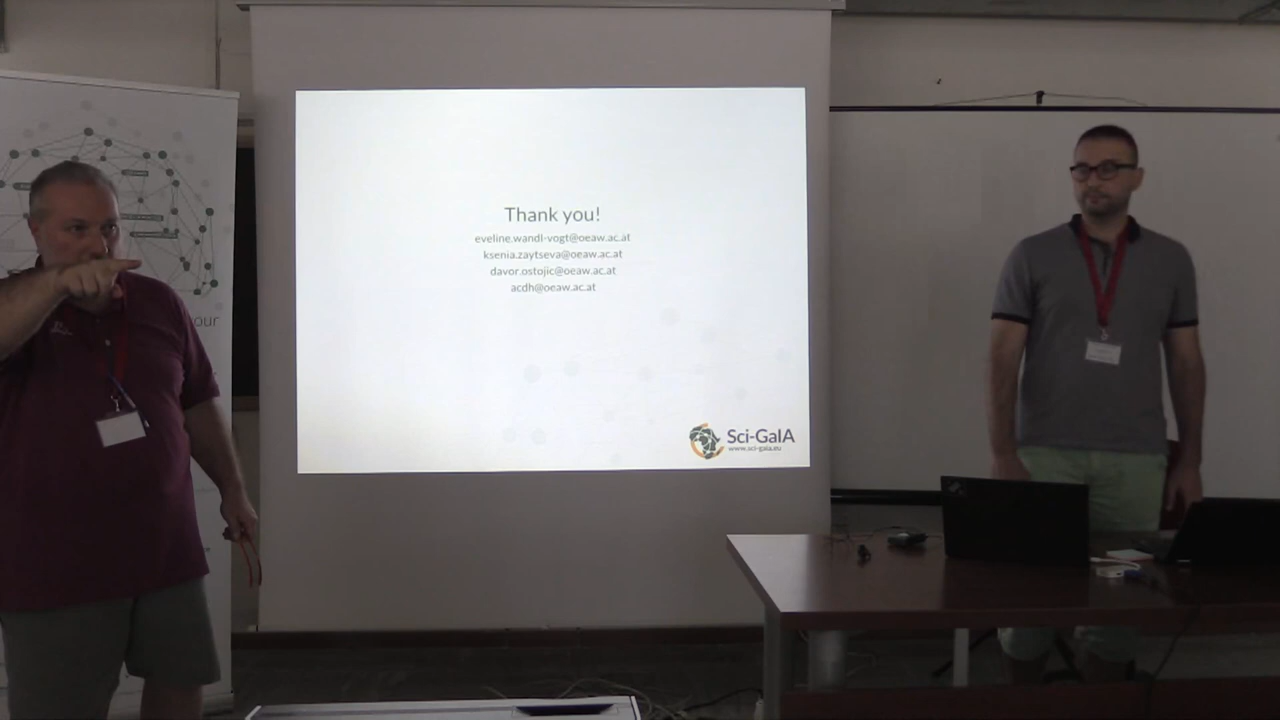 Thank you!
eveline.wandl-vogt@oeaw.ac.at
ksenia.zaytseva@oeaw.ac.at
davor.ostojic@oeaw.ac.at
acdh@oeaw.ac.at
Sci-GaIA
www.sci-gaia.eu
your